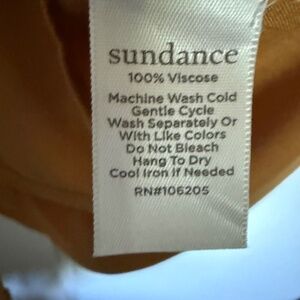 sundance
100% Viscose
Machine Wash Cold
Gentle Cycle
Wash Separately Or
With Like Colors
Do Not Bleach
Hang To Dry
Cool Iron If Needed
RN#106205